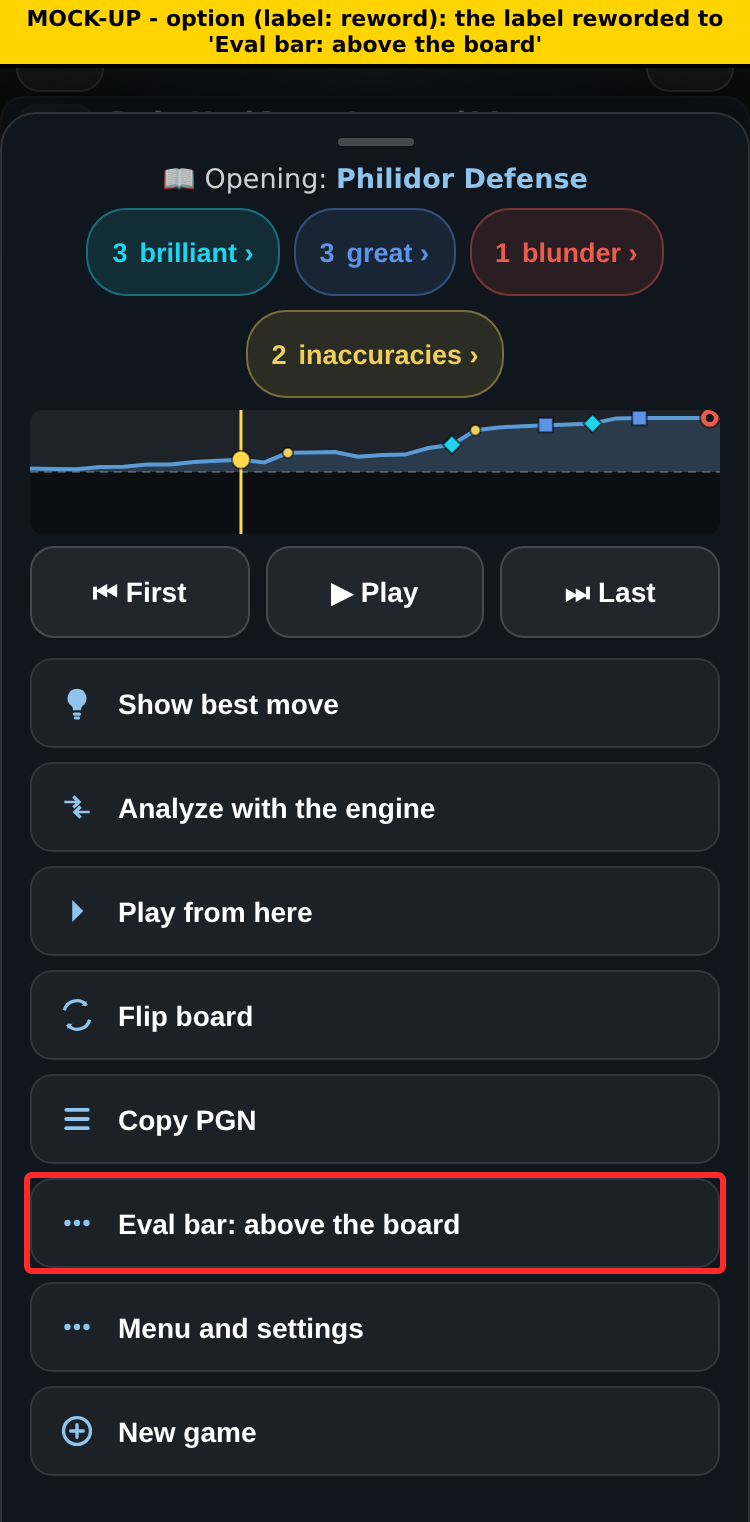 MOCK-UP - option (label: reword): the label reworded to
'Eval bar: above the board'
📖 Opening: Philidor Defense
3 brilliant ›
3 great ›
1 blunder ›
2 inaccuracies ›
⏮ First
▶ Play
⏭ Last
Show best move
Analyze with the engine
Play from here
Flip board
Copy PGN
Eval bar: above the board
Menu and settings
New game